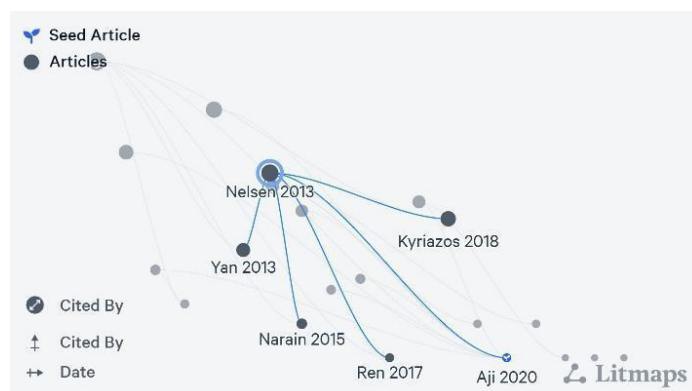 Seed Article
Articles
Nelsen 2013
Kyriazos 2018
Yan 2013
Cited By
Narain 2015
Cited By
Date
Ren 2017
Aji 2020
Litmaps